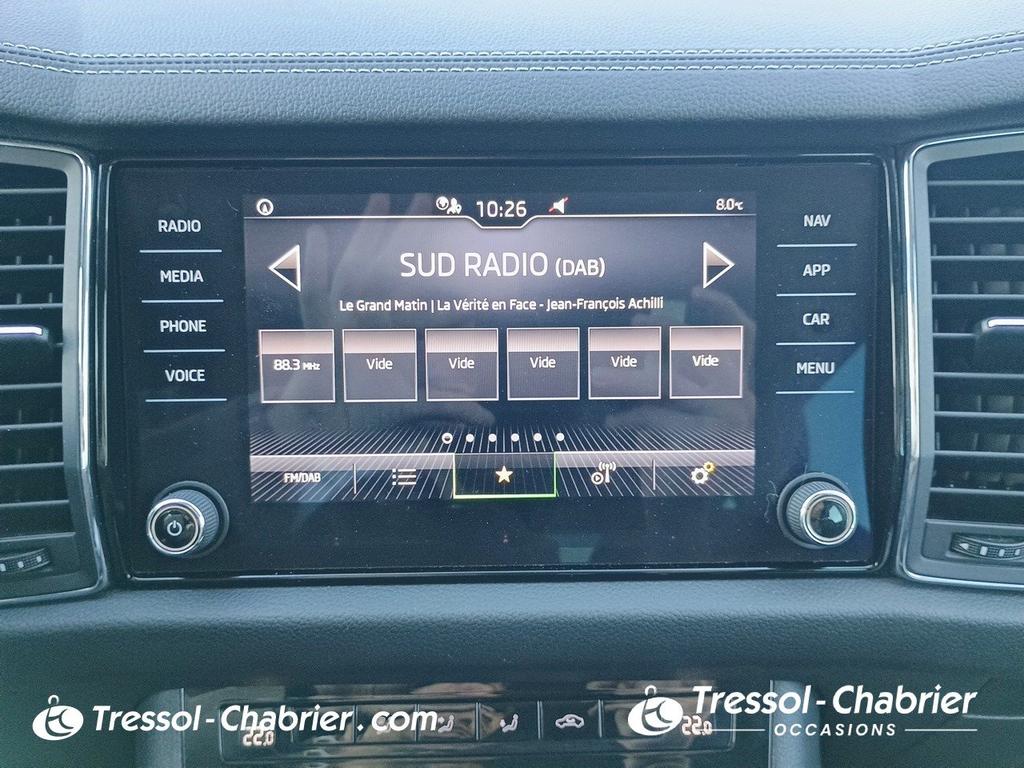 RADIO
MEDIA
PHONE
VOICE
10:26
8.0°C
SUD RADIO (DAB)
Le Grand Matin | La Vérité en Face - Jean-François Achilli
88.3 MHz Vide Vide Vide Vide Vide
FM/DAB
NAV
APP
CAR
MENU
22.0
22.0
tc Tressol-Chabrier.com
tc Tressol-Chabrier
OCCASIONS